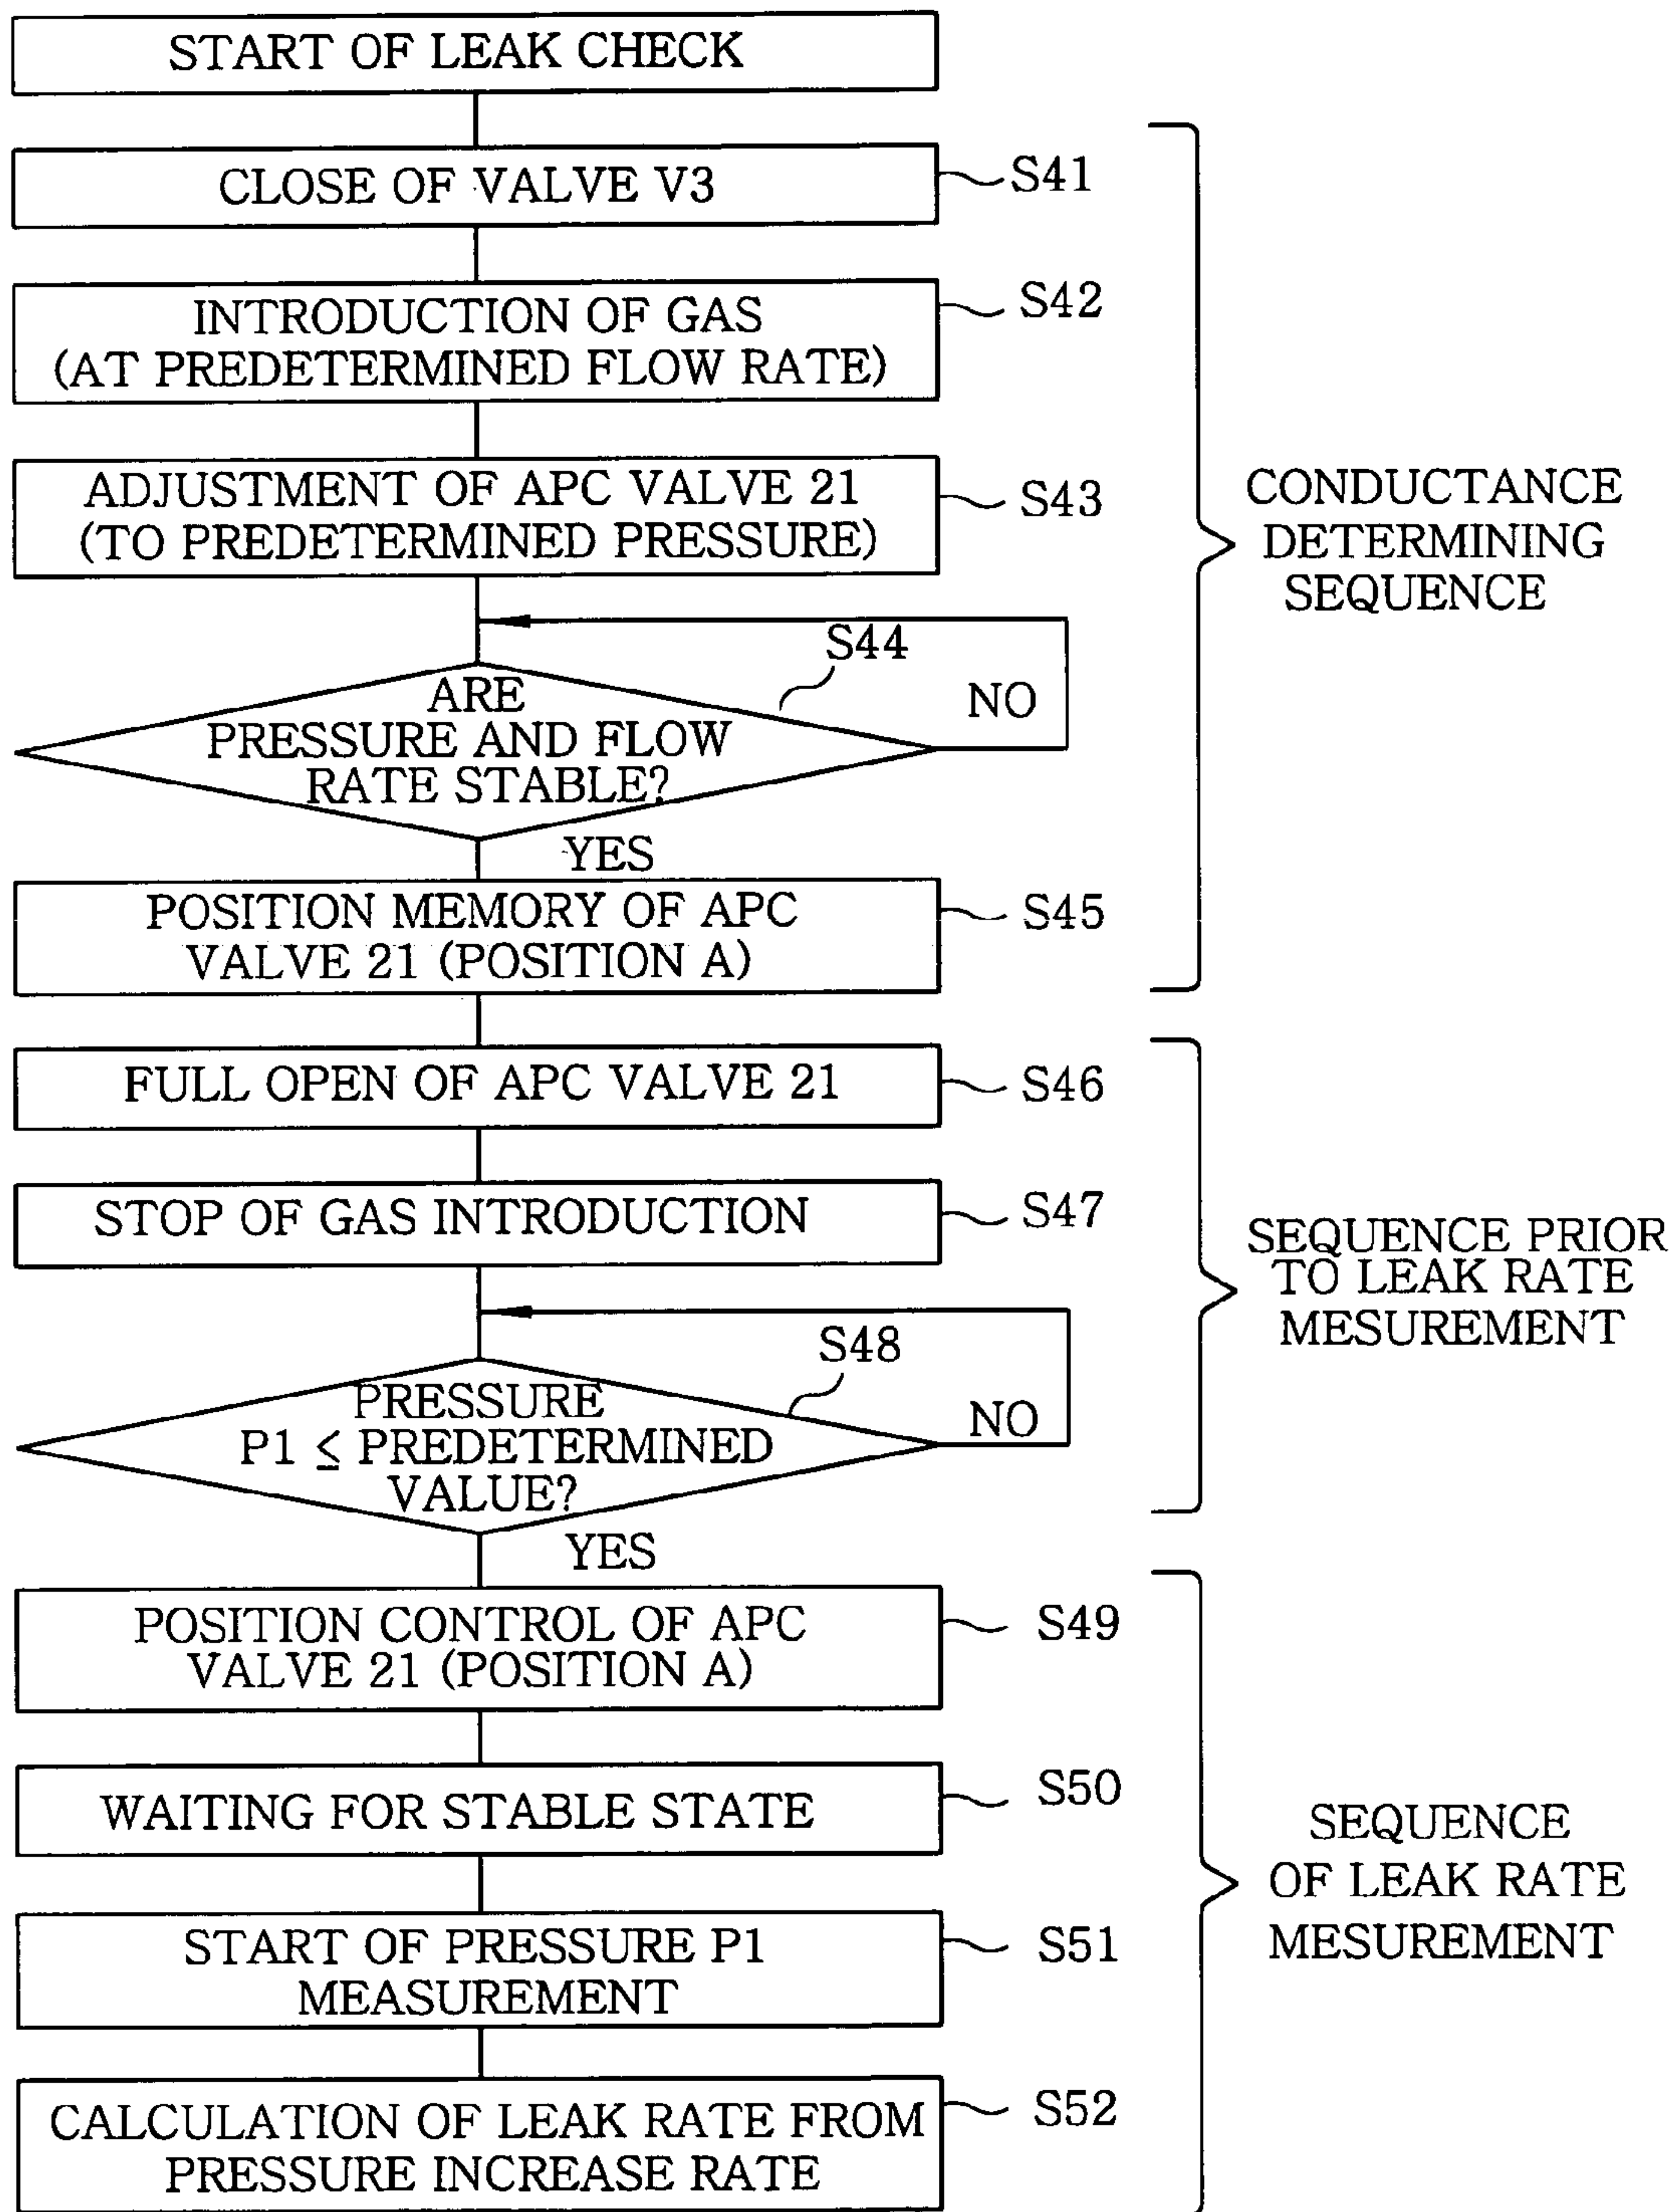 START OF LEAK CHECK
CLOSE OF VALVE V3
S41
INTRODUCTION OF GAS
(AT PREDETERMINED FLOW RATE)
S42
ADJUSTMENT OF APC VALVE 21
(TO PREDETERMINED PRESSURE)
S43
CONDUCTANCE
DETERMINING
SEQUENCE
S44
ARE
PRESSURE AND FLOW
RATE STABLE?
NO
YES
POSITION MEMORY OF APC
VALVE 21 (POSITION A)
S45
FULL OPEN OF APC VALVE 21
S46
STOP OF GAS INTRODUCTION
S47
SEQUENCE PRIOR
TO LEAK RATE
MESUREMENT
S48
PRESSURE
P1 ≤ PREDETERMINED
VALUE?
NO
YES
POSITION CONTROL OF APC
VALVE 21 (POSITION A)
S49
WAITING FOR STABLE STATE
S50
SEQUENCE
OF LEAK RATE
MESUREMENT
START OF PRESSURE P1
MEASUREMENT
S51
CALCULATION OF LEAK RATE FROM
PRESSURE INCREASE RATE
S52